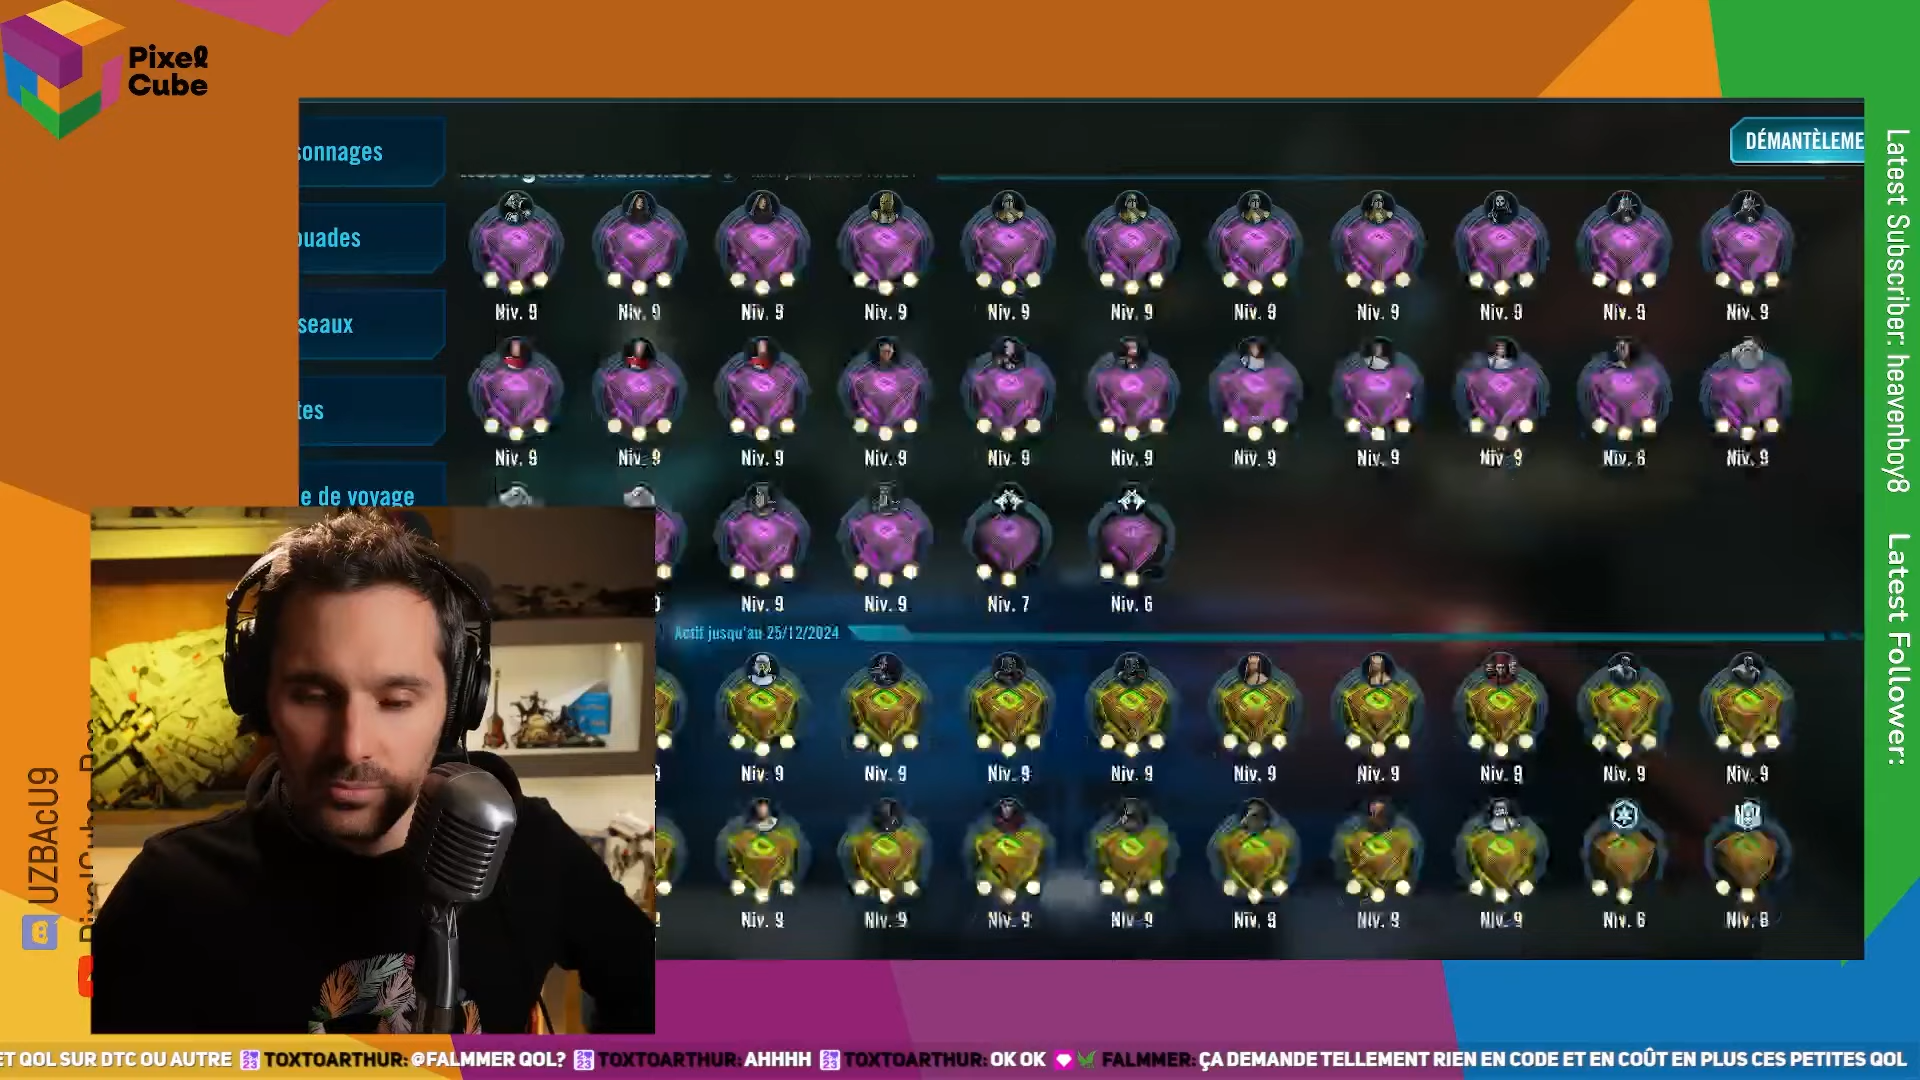 Pixel
Cube
sonnages
DÉMANTÈLEME
ouades
seaux
tes
e de voyage
Niv. 9 Niv. 9 Niv. 9 Niv. 9 Niv. 9 Niv. 9 Niv. 9 Niv. 9 Niv. 9 Niv. 9 Niv. 9
Niv. 9 Niv. 9 Niv. 9 Niv. 9 Niv. 9 Niv. 9 Niv. 9 Niv. 9 Niv. 9 Niv. 6 Niv. 9
Niv. 9 Niv. 9 Niv. 7 Niv. 6
Actif jusqu'au 25/12/2024
Niv. 9 Niv. 9 Niv. 9 Niv. 9 Niv. 9 Niv. 9 Niv. 9 Niv. 9 Niv. 9
Niv. 9 Niv. 9 Niv. 9 Niv. 9 Niv. 9 Niv. 9 Niv. 9 Niv. 6
Latest Subscriber: heavenboy8
Latest Follower:
UZBAcU9
ET QOL SUR DTC OU AUTRE TOXTOARTHUR: @FALMMER QOL? TOXTOARTHUR: AHHHH TOXTOARTHUR: OK OK FALMMER: ÇA DEMANDE TELLEMENT RIEN EN CODE ET EN COÛT EN PLUS CES PETITES QOL